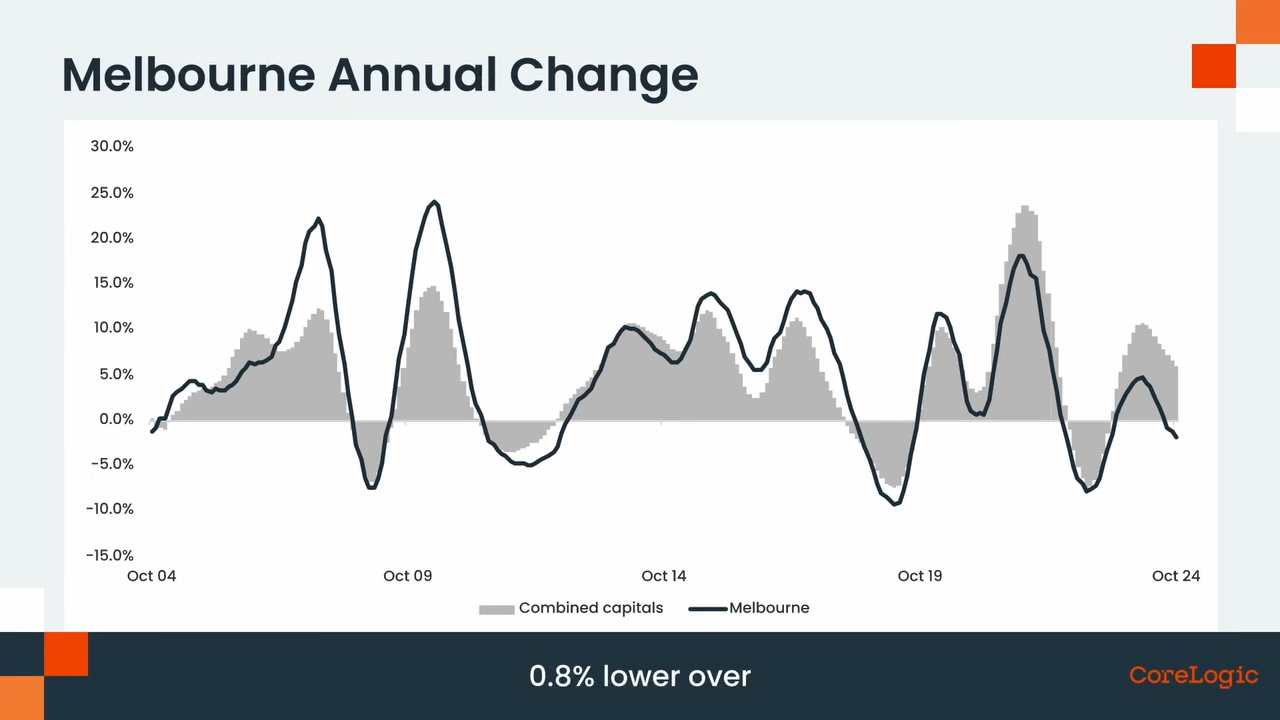 Melbourne Annual Change
30.0%
25.0%
20.0%
15.0%
10.0%
5.0%
0.0%
-5.0%
-10.0%
-15.0%
Oct 04 Oct 09 Oct 14 Oct 19 Oct 24
Combined capitals Melbourne
0.8% lower over
CoreLogic